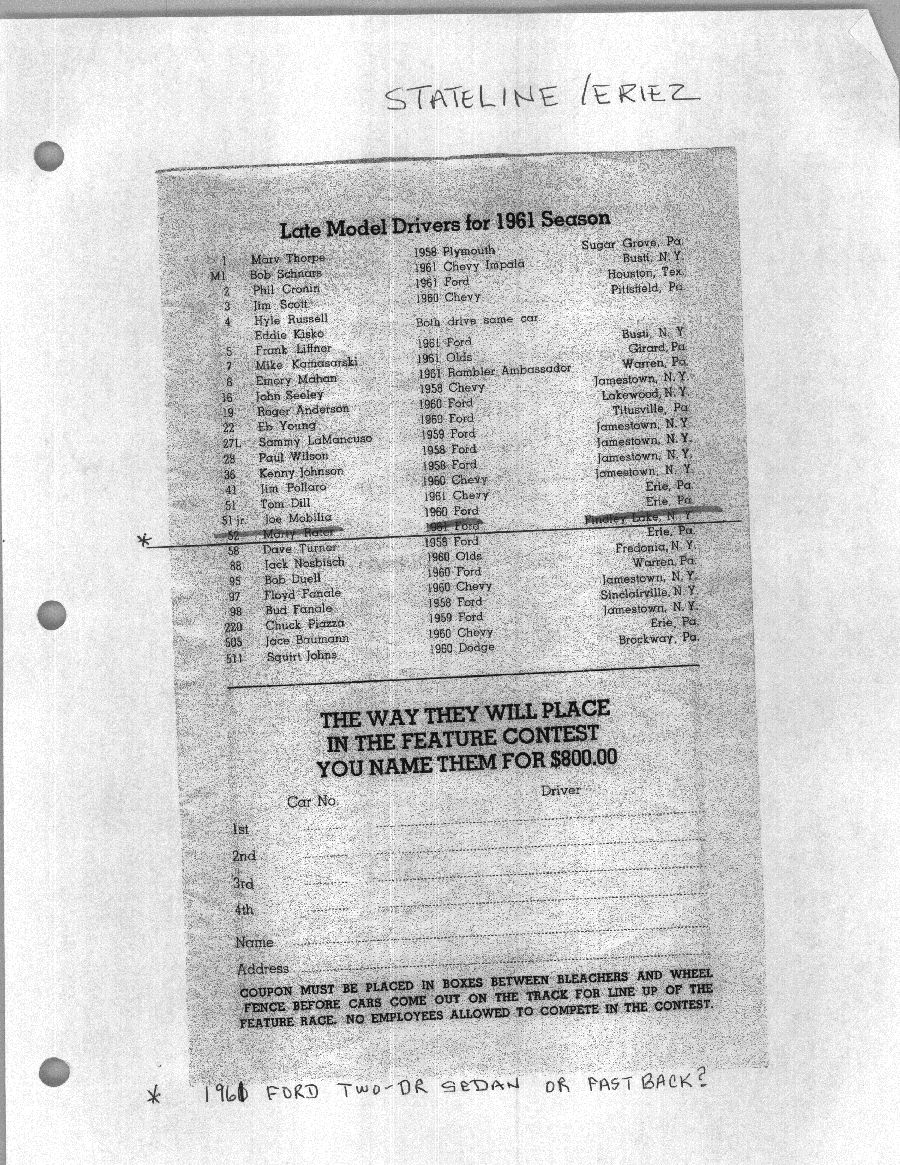 STATELINE / ERIEZ
Late Model Drivers for 1961 Season
1 Marv Thorpe 1958 Plymouth Sugar Grove, Pa.
M1 Bob Schnars 1961 Chevy Impala Busti, N. Y.
2 Phil Cronin 1961 Ford Houston, Tex.
3 Jim Scott 1960 Chevy Pittsfield, Pa.
4 Hyle Russell
Eddie Kisko Both drive same car
5 Frank Liffner 1961 Ford Busti, N. Y.
7 Mike Kamasarski 1961 Olds Girard, Pa.
8 Emory Mahan 1961 Rambler Ambassador Warren, Pa.
16 John Seeley 1958 Chevy Jamestown, N. Y.
19 Roger Anderson 1960 Ford Lakewood, N. Y.
22 Eb Young 1960 Ford Titusville, Pa.
27L Sammy LaMancuso 1959 Ford Jamestown, N. Y.
28 Paul Wilson 1958 Ford Jamestown, N. Y.
36 Kenny Johnson 1958 Ford Jamestown, N. Y.
41 Jim Pollaro 1960 Chevy Jamestown, N. Y.
51 Tom Dill 1961 Chevy Erie, Pa.
51 jr. Joe Mobilia 1960 Ford Erie, Pa.
* 52 Marty Rater 1961 Ford Findley Lake, N. Y.
58 Dave Turner 1958 Ford Erie, Pa.
88 Jack Nosbisch 1960 Olds Fredonia, N. Y.
95 Bob Duell 1960 Ford Warren, Pa.
97 Floyd Fanale 1960 Chevy Jamestown, N. Y.
98 Bud Fanale 1958 Ford Sinclairville, N. Y.
220 Chuck Piazza 1959 Ford Jamestown, N. Y.
505 Jace Baumann 1960 Chevy Erie, Pa.
511 Squirt Johns 1960 Dodge Brockway, Pa.
THE WAY THEY WILL PLACE
IN THE FEATURE CONTEST
YOU NAME THEM FOR $800.00
Car No. Driver
1st
2nd
3rd
4th
Name
Address
COUPON MUST BE PLACED IN BOXES BETWEEN BLEACHERS AND WHEEL
FENCE BEFORE CARS COME OUT ON THE TRACK FOR LINE UP OF THE
FEATURE RACE. NO EMPLOYEES ALLOWED TO COMPETE IN THE CONTEST.
* 1961 FORD TWO-DR SEDAN OR FASTBACK?